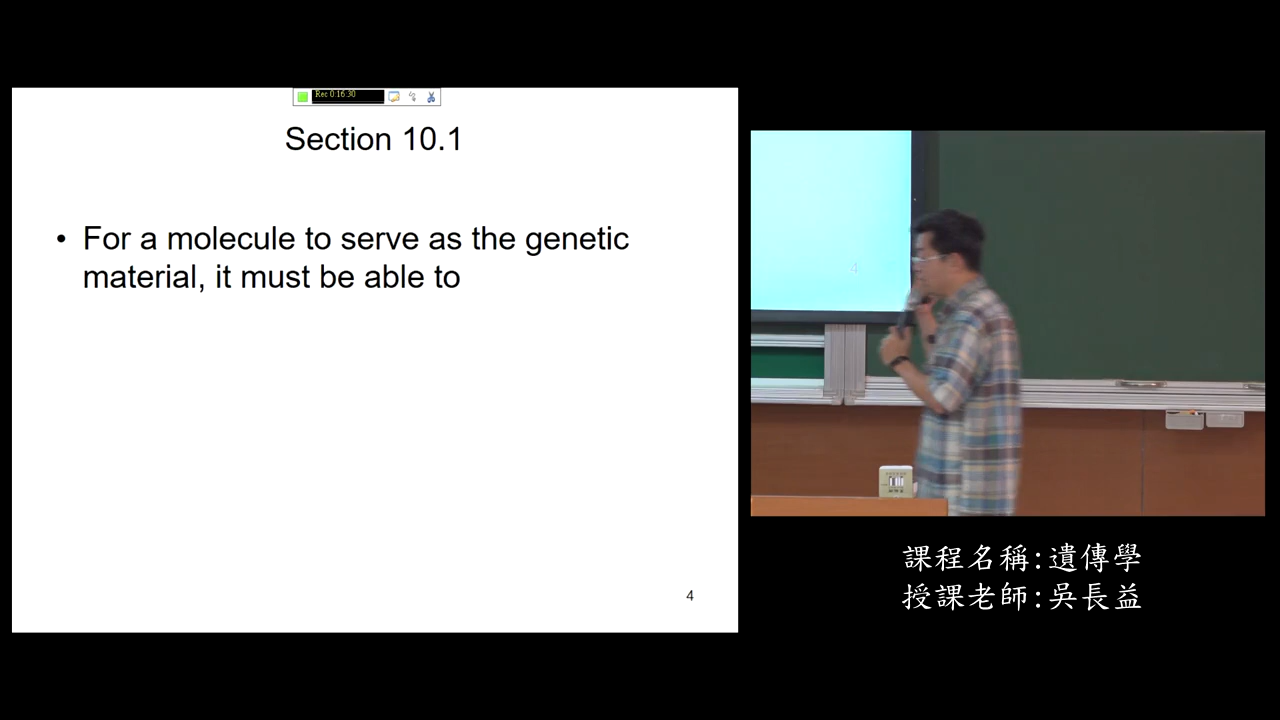 Rec 0:16:30
Section 10.1
• For a molecule to serve as the genetic
material, it must be able to
4
4
課程名稱:遺傳學
授課老師:吳長益